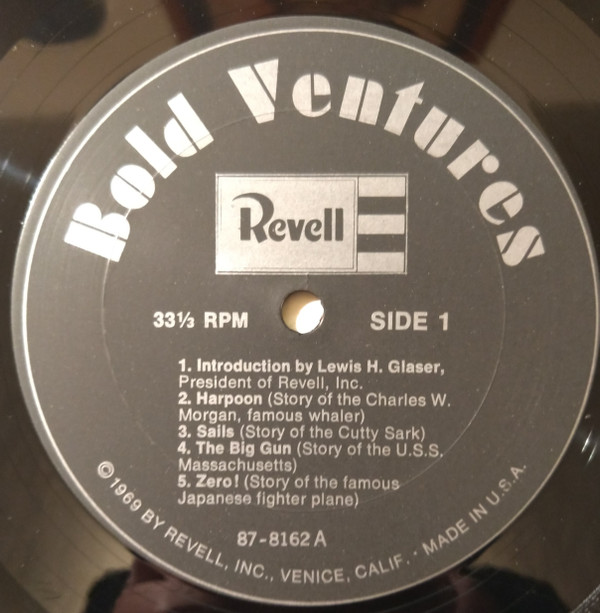 Bold Ventures
Revell
33⅓ RPM
SIDE 1
1. Introduction by Lewis H. Glaser,
President of Revell, Inc.
2. Harpoon (Story of the Charles W.
Morgan, famous whaler)
3. Sails (Story of the Cutty Sark)
4. The Big Gun (Story of the U.S.S.
Massachusetts)
5. Zero! (Story of the famous
Japanese fighter plane)
87-8162 A
©1969 BY REVELL, INC., VENICE, CALIF. · MADE IN U.S.A.